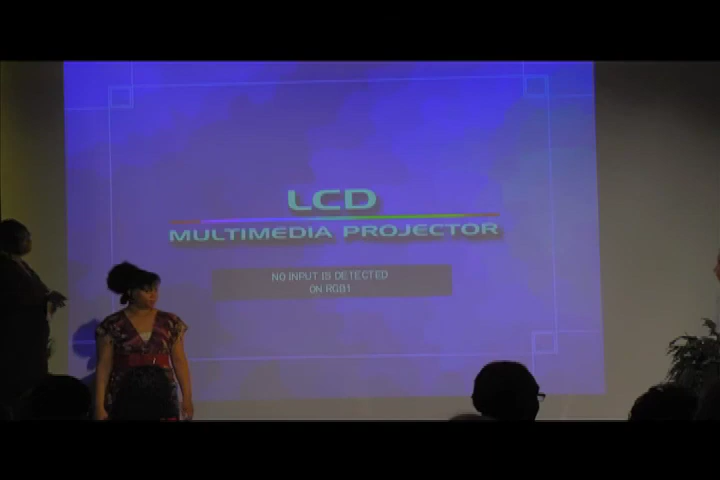 LCD
MULTIMEDIA PROJECTOR
NO INPUT IS DETECTED
ON RGB1